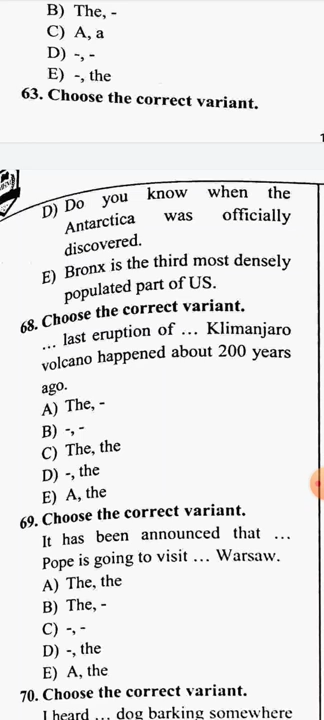 B) The, -
C) A, a
D) -, -
E) -, the
63. Choose the correct variant.
1
D) Do you know when the
Antarctica was officially
discovered.
E) Bronx is the third most densely
populated part of US.
68. Choose the correct variant.
... last eruption of ... Klimanjaro
volcano happened about 200 years
ago.
A) The, -
B) -, -
C) The, the
D) -, the
E) A, the
69. Choose the correct variant.
It has been announced that ...
Pope is going to visit ... Warsaw.
A) The, the
B) The, -
C) -, -
D) -, the
E) A, the
70. Choose the correct variant.
I heard ... dog barking somewhere